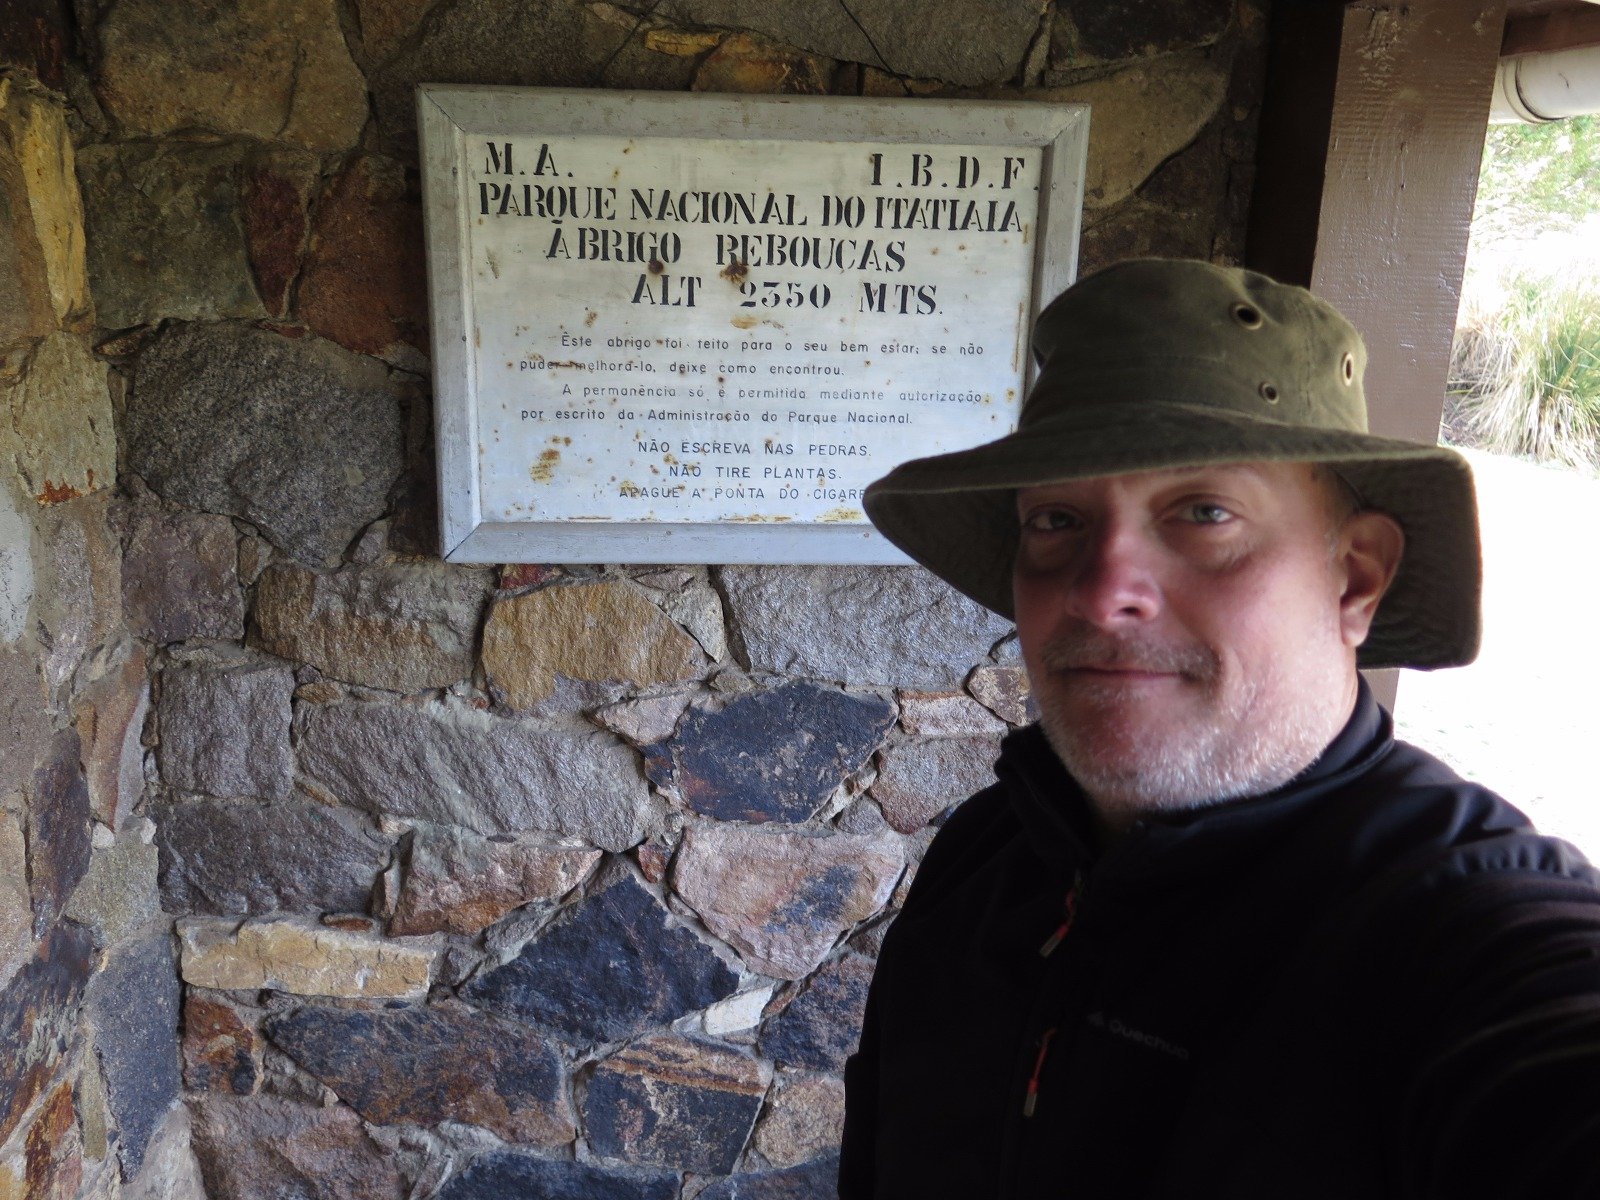 M.A. I.B.D.F.
PARQUE NACIONAL DO ITATIAIA
ABRIGO REBOUÇAS
ALT 2350 MTS.
Êste abrigo foi feito para o seu bem estar; se não
puder melhorá-lo, deixe como encontrou.
A permanência só é permitida mediante autorização
por escrito da Administração do Parque Nacional.
NÃO ESCREVA NAS PEDRAS.
NÃO TIRE PLANTAS.
APAGUE A PONTA DO CIGARR
Quechua